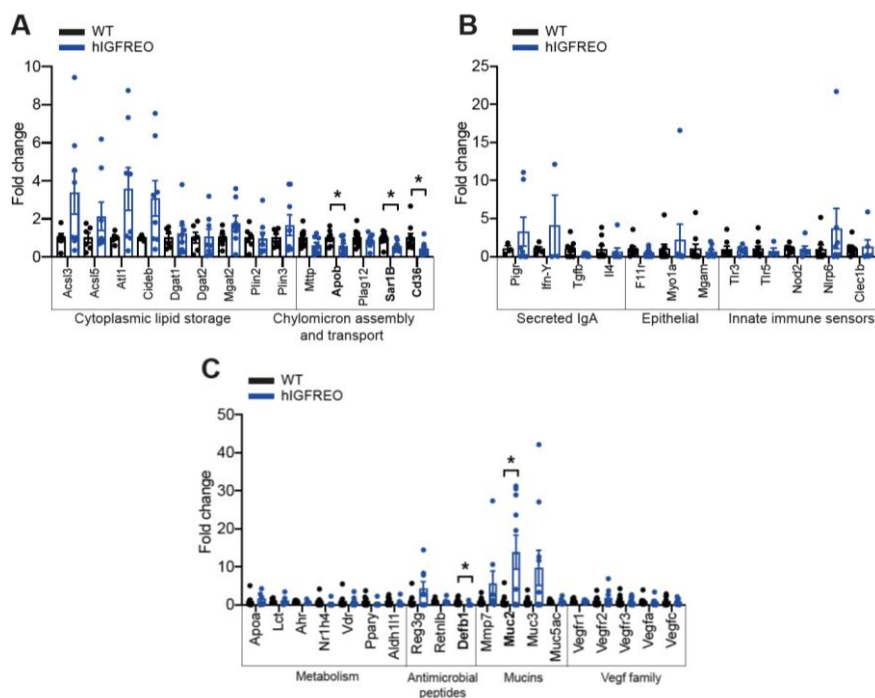 A
WT
hIGFREO
Fold change
10
8
6
4
2
0
* * *
Acsl3 Acsl5 Atl1 Cideb Dgat1 Dgat2 Mgat2 Plin2 Plin3 Mttp Apob Plag12 Sar1B Cd36
Cytoplasmic lipid storage Chylomicron assembly
and transport
B
WT
hIGFREO
Fold change
25
20
15
10
5
0
Pigr Ifn-Y Tgfb Il4 F11r Myo1a Mgam Tlr3 Tlr5 Nod2 Nlrp6 Clec1b
Secreted IgA Epithelial Innate immune sensors
C
WT
hIGFREO
Fold change
50
40
30
20
10
0
* *
Apoa Lct Ahr Nr1h4 Vdr Ppary Aldh1l1 Reg3g Retnlb Defb1 Mmp7 Muc2 Muc3 Muc5ac Vegfr1 Vegfr2 Vegfr3 Vegfa Vegfc
Metabolism Antimicrobial Mucins Vegf family
peptides